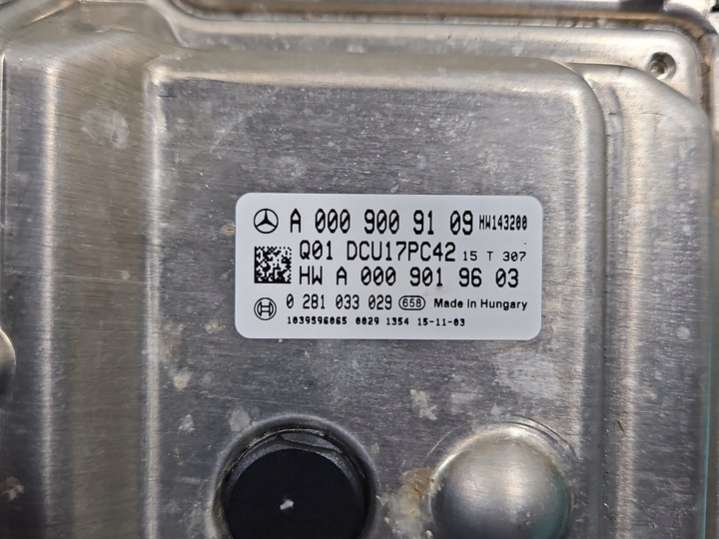 A 000 900 91 09 HW143200
Q01 DCU17PC42 15 T 307
HW A 000 901 96 03
0 281 033 029 658 Made in Hungary
1039S96065 0029 1354 15-11-03